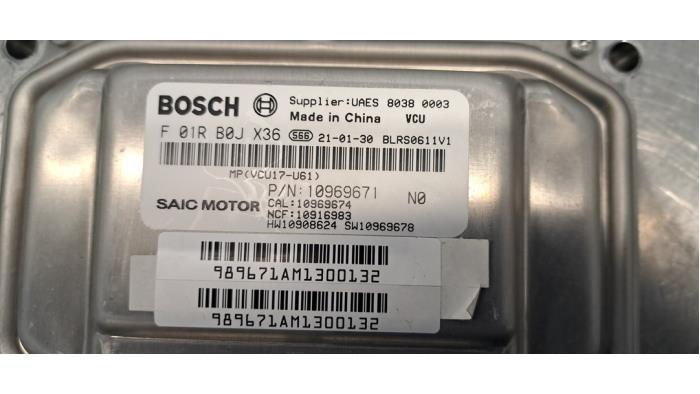 BOSCH Supplier:UAES 8038 0003
Made in China VCU
F 01R B0J X36 566 21-01-30 BLRS0611V1
MP(VCU17-U61)
P/N:10969671 N0
SAIC MOTOR CAL:10969674
NCF:10916983
HW10908624 SW10969678
989671AM1300132
989671AM1300132